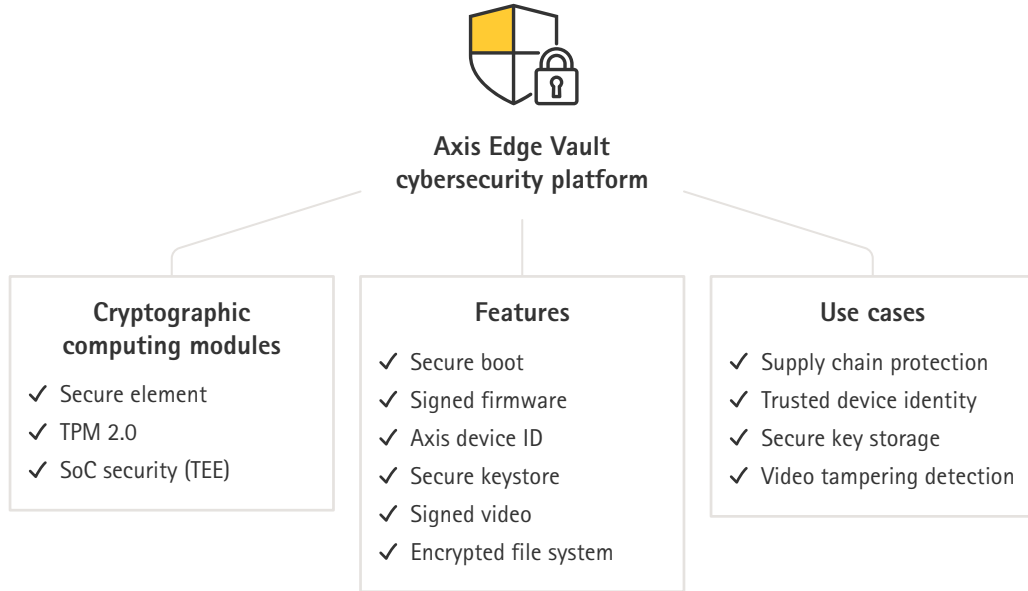 Axis Edge Vault
cybersecurity platform
Cryptographic
computing modules
✓ Secure element
✓ TPM 2.0
✓ SoC security (TEE)
Features
✓ Secure boot
✓ Signed firmware
✓ Axis device ID
✓ Secure keystore
✓ Signed video
✓ Encrypted file system
Use cases
✓ Supply chain protection
✓ Trusted device identity
✓ Secure key storage
✓ Video tampering detection